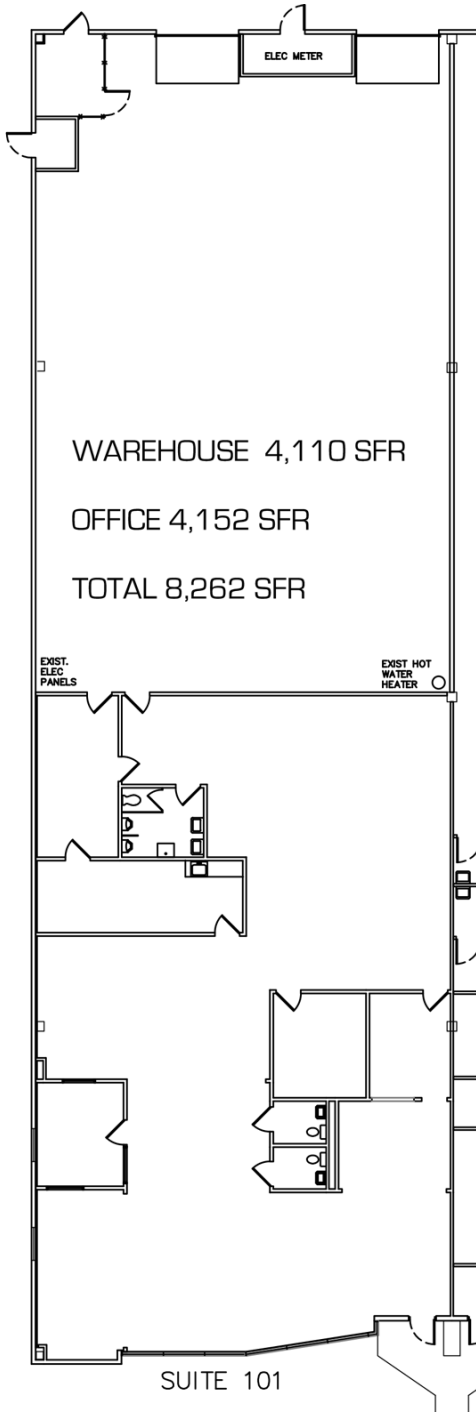 ELEC METER
WAREHOUSE 4,110 SFR
OFFICE 4,152 SFR
TOTAL 8,262 SFR
EXIST.
ELEC
PANELS
EXIST HOT
WATER
HEATER
SUITE 101